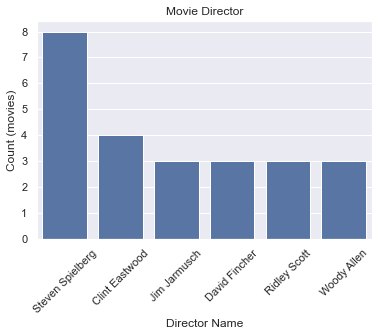 Movie Director
Count (movies)
8
7
6
5
4
3
2
1
0
Steven Spielberg
Clint Eastwood
Jim Jarmusch
David Fincher
Ridley Scott
Woody Allen
Director Name